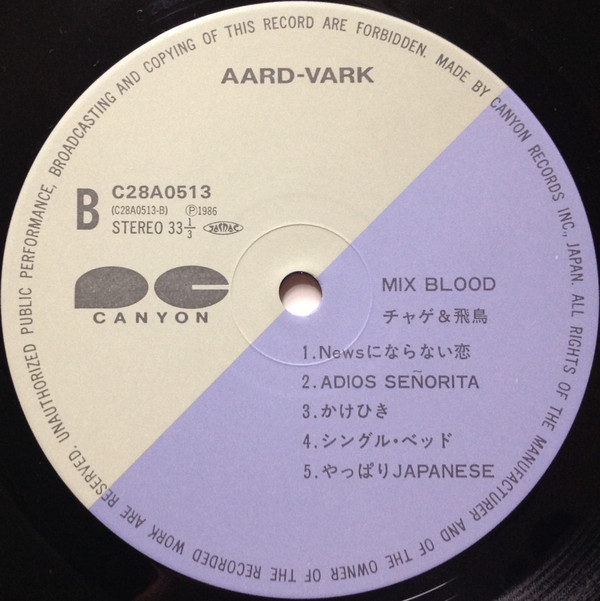 UNAUTHORIZED PUBLIC PERFORMANCE, BROADCASTING AND COPYING OF THIS RECORD ARE FORBIDDEN. MADE BY CANYON RECORDS INC., JAPAN. ALL RIGHTS OF THE MANUFACTURER AND OF THE OWNER OF THE RECORDED WORK ARE RESERVED.
AARD-VARK
B
C28A0513
(C28A0513-B) Ⓟ1986
STEREO 33 1/3 JASRAC
CANYON
MIX BLOOD
チャゲ&飛鳥
1.Newsにならない恋
2.ADIOS SEÑORITA
3.かけひき
4.シングル・ベッド
5.やっぱりJAPANESE